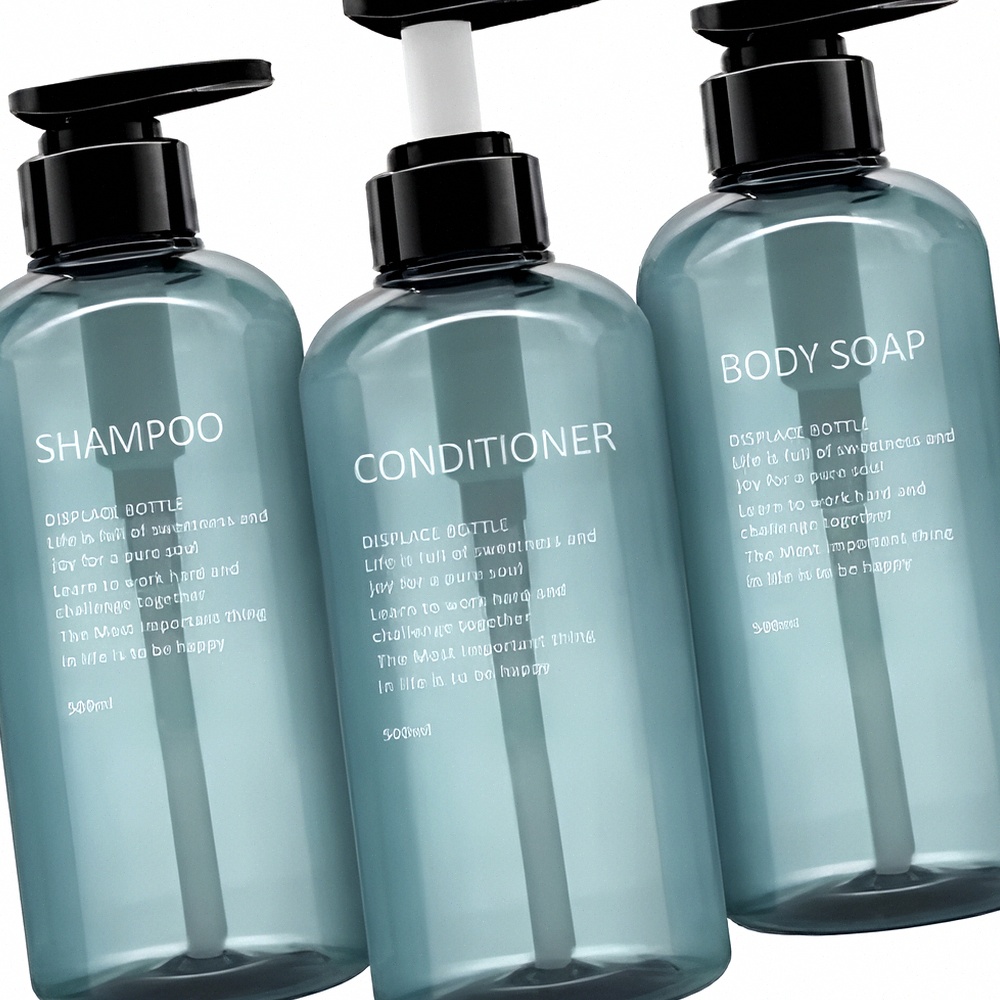 SHAMPOO
DISPLACE BOTTLE
Life is full of sweetness and
joy for a pure soul
Learn to work hard and
challenge together
The Most important thing
in life is to be happy
500ml
CONDITIONER
DISPLACE BOTTLE
Life is full of sweetness and
joy for a pure soul
Learn to work hard and
challenge together
The Most important thing
in life is to be happy
500ml
BODY SOAP
DISPLACE BOTTLE
Life is full of sweetness and
joy for a pure soul
Learn to work hard and
challenge together
The Most important thing
in life is to be happy
500ml